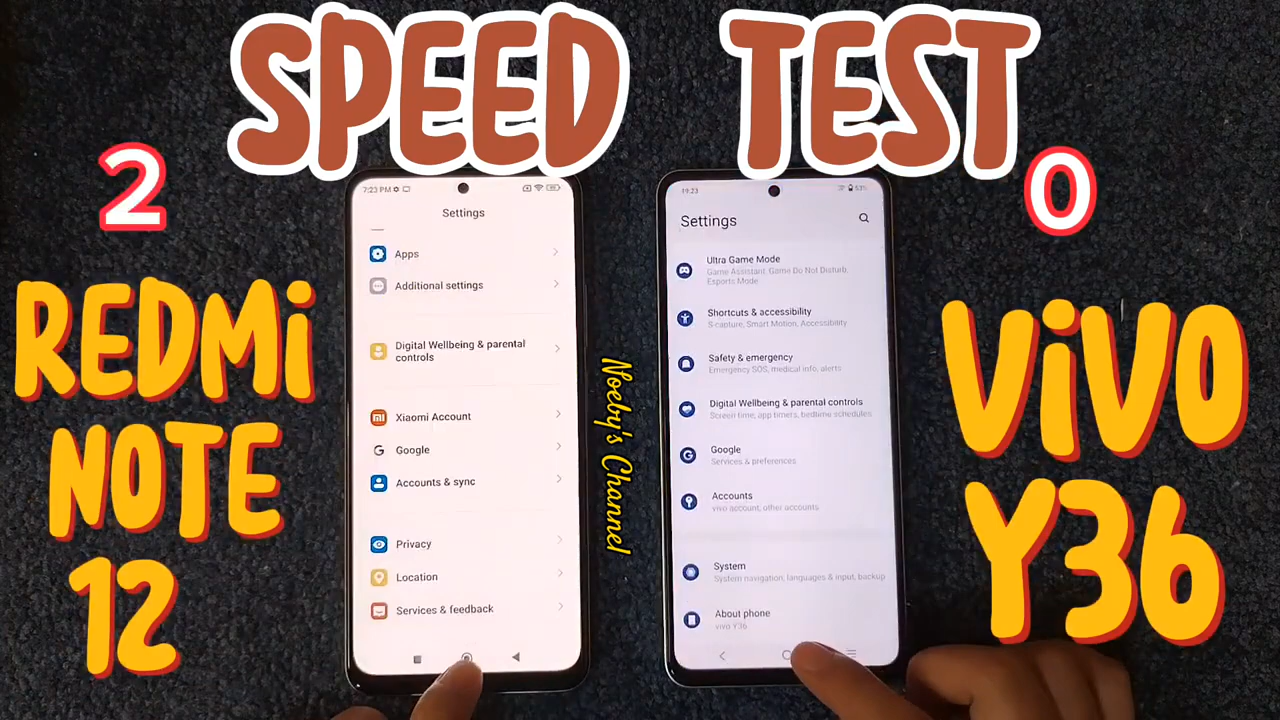 SPEED TEST
2
0
REDMi
NOTE
12
ViVO
Y36
Noeby's Channel
7:23 PM
Settings
Apps
Additional settings
Digital Wellbeing & parental
controls
Xiaomi Account
Google
Accounts & sync
Privacy
Location
Services & feedback
19:23
53%
Settings
Ultra Game Mode
Game Assistant, Game Do Not Disturb,
Esports Mode
Shortcuts & accessibility
S-capture, Smart Motion, Accessibility
Safety & emergency
Emergency SOS, medical info, alerts
Digital Wellbeing & parental controls
Screen time, app timers, bedtime schedules
Google
Services & preferences
Accounts
vivo account, other accounts
System
System navigation, languages & input, backup
About phone
vivo Y36